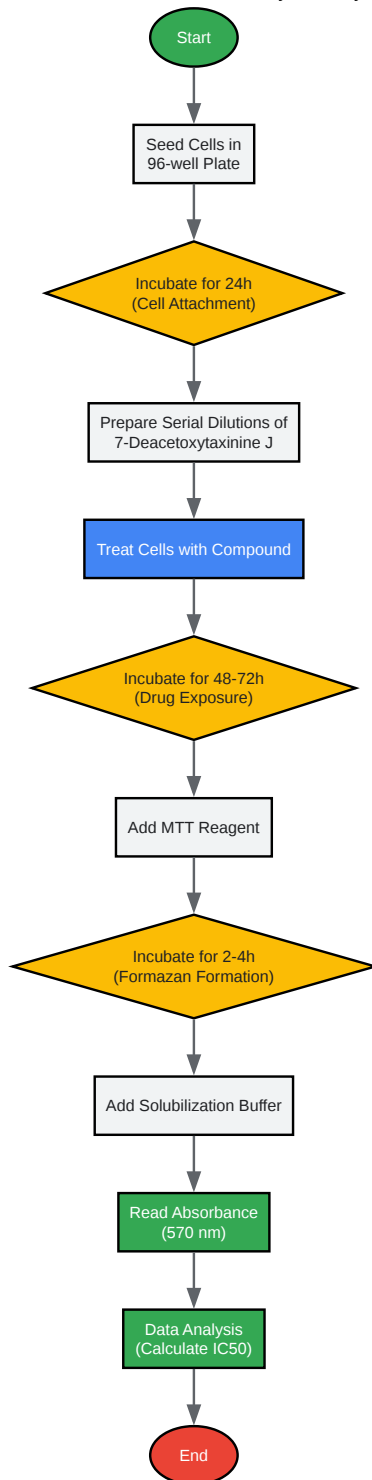 Start
Seed Cells in
96-well Plate
Incubate for 24h
(Cell Attachment)
Prepare Serial Dilutions of
7-Deacetoxytaxinine J
Treat Cells with Compound
Incubate for 48-72h
(Drug Exposure)
Add MTT Reagent
Incubate for 2-4h
(Formazan Formation)
Add Solubilization Buffer
Read Absorbance
(570 nm)
Data Analysis
(Calculate IC50)
End